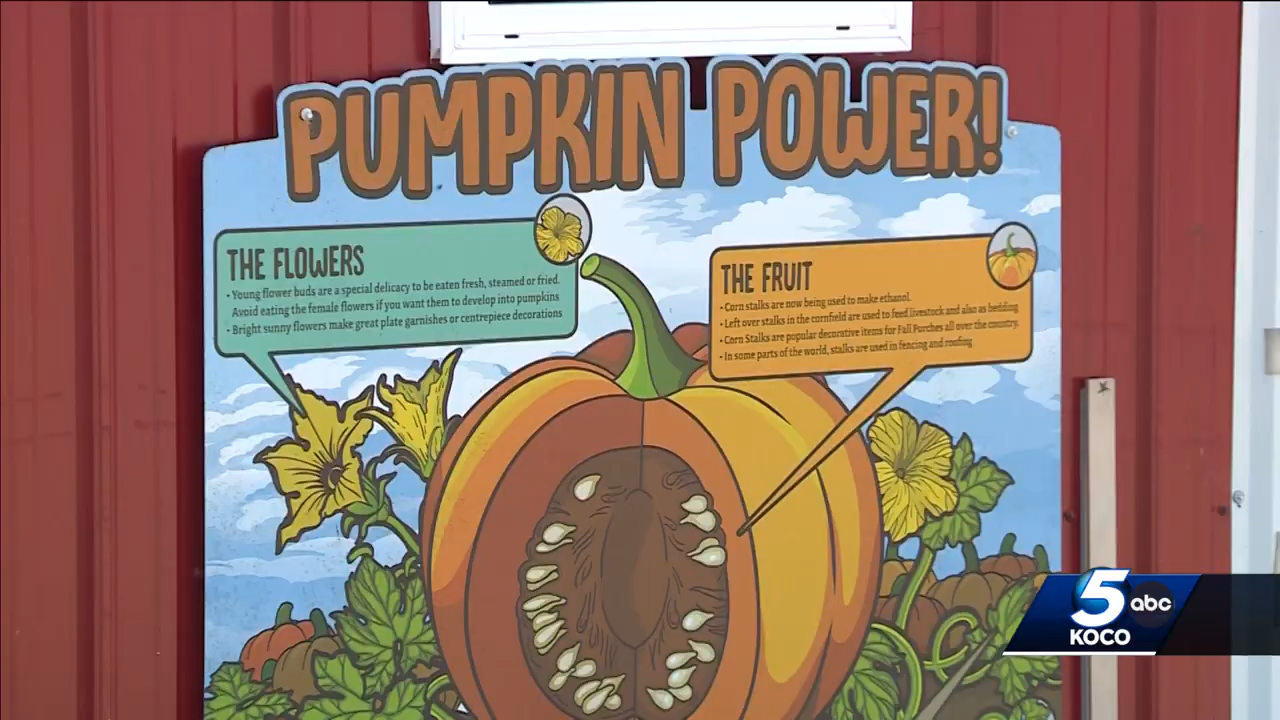 PUMPKIN POWER!
THE FLOWERS
• Young flower buds are a special delicacy to be eaten fresh, steamed or fried.
Avoid eating the female flowers if you want them to develop into pumpkins
• Bright sunny flowers make great plate garnishes or centrepiece decorations
THE FRUIT
• Corn stalks are now being used to make ethanol.
• Left over stalks in the cornfield are used to feed livestock and also as bedding
• Corn Stalks are popular decorative items for Fall Porches all over the country.
• In some parts of the world, stalks are used in fencing and roofing
5 abc
KOCO